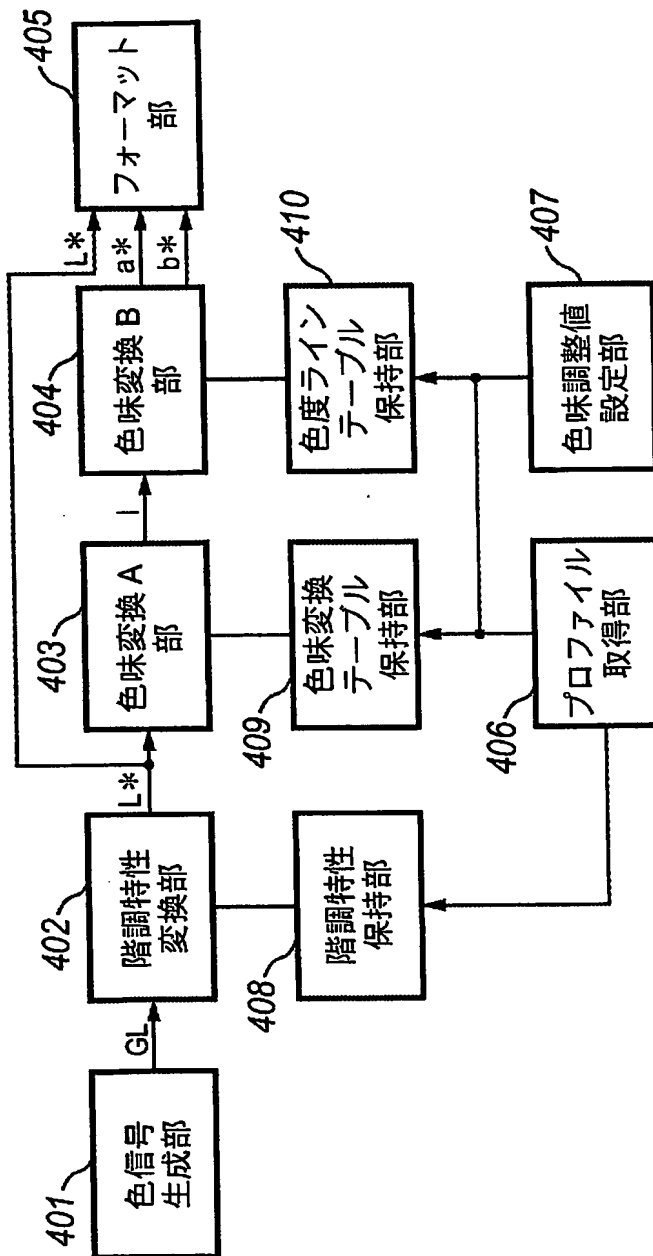 401
色信号
生成部
GL
402
階調特性
変換部
L*
403
色味変換 A
部
l
404
色味変換 B
部
L*
a*
b*
405
フォーマット
部
408
階調特性
保持部
409
色味変換
テーブル
保持部
410
色度ライン
テーブル
保持部
406
プロファイル
取得部
407
色味調整値
設定部